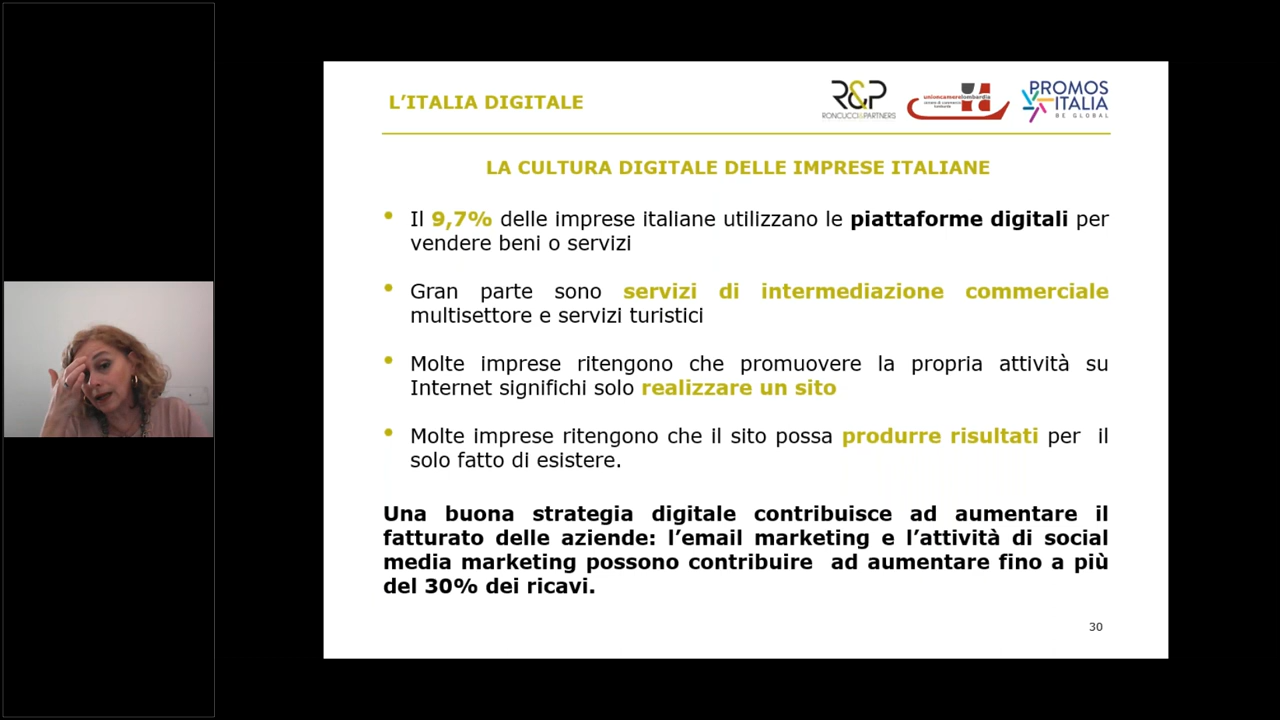 L’ITALIA DIGITALE
R&P
RONCUCCI&PARTNERS
unioncamerelombardia
PROMOS
ITALIA
BE GLOBAL
LA CULTURA DIGITALE DELLE IMPRESE ITALIANE
• Il 9,7% delle imprese italiane utilizzano le piattaforme digitali per
vendere beni o servizi
• Gran parte sono servizi di intermediazione commerciale
multisettore e servizi turistici
• Molte imprese ritengono che promuovere la propria attività su
Internet significhi solo realizzare un sito
• Molte imprese ritengono che il sito possa produrre risultati per il
solo fatto di esistere.
Una buona strategia digitale contribuisce ad aumentare il
fatturato delle aziende: l’email marketing e l’attività di social
media marketing possono contribuire ad aumentare fino a più
del 30% dei ricavi.
30